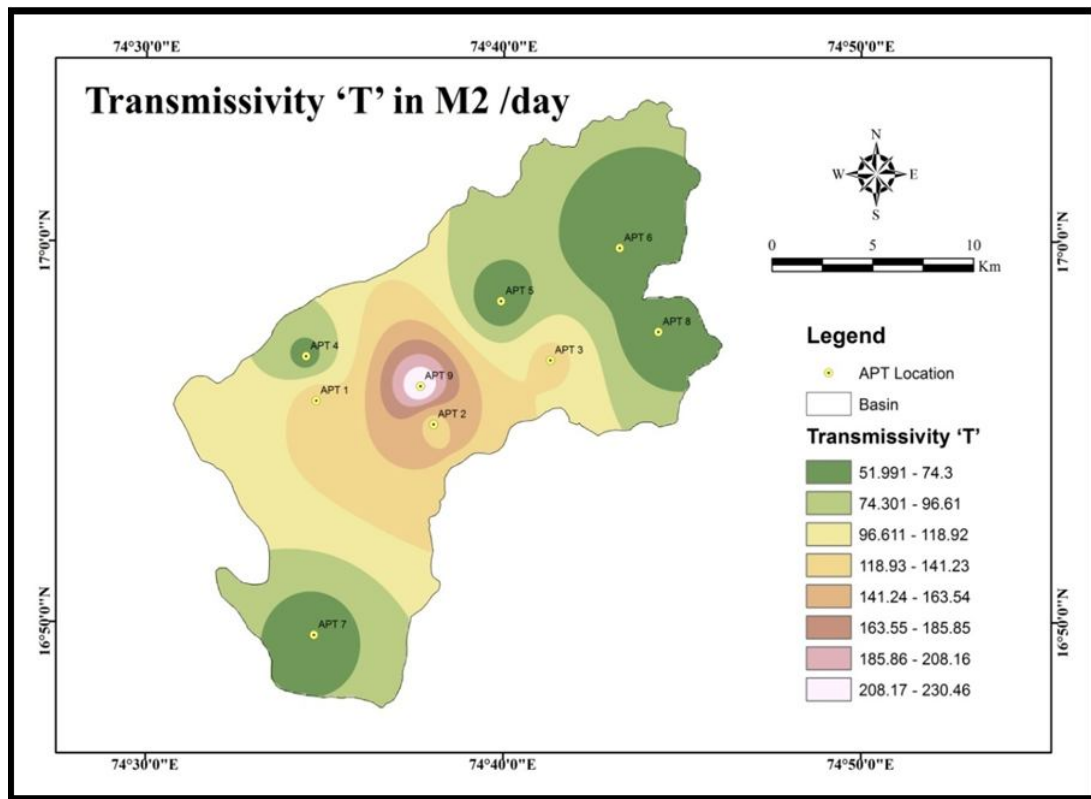 74°30'0"E 74°40'0"E 74°50'0"E
Transmissivity ‘T’ in M2 /day
N
W E
S
17°0'0"N 17°0'0"N
0 5 10
Km
APT 6
APT 5
APT 8
APT 4
APT 3
APT 9
APT 1
APT 2
APT 7
Legend
APT Location
Basin
Transmissivity ‘T’
51.991 - 74.3
74.301 - 96.61
96.611 - 118.92
118.93 - 141.23
141.24 - 163.54
163.55 - 185.85
185.86 - 208.16
208.17 - 230.46
16°50'0"N 16°50'0"N
74°30'0"E 74°40'0"E 74°50'0"E